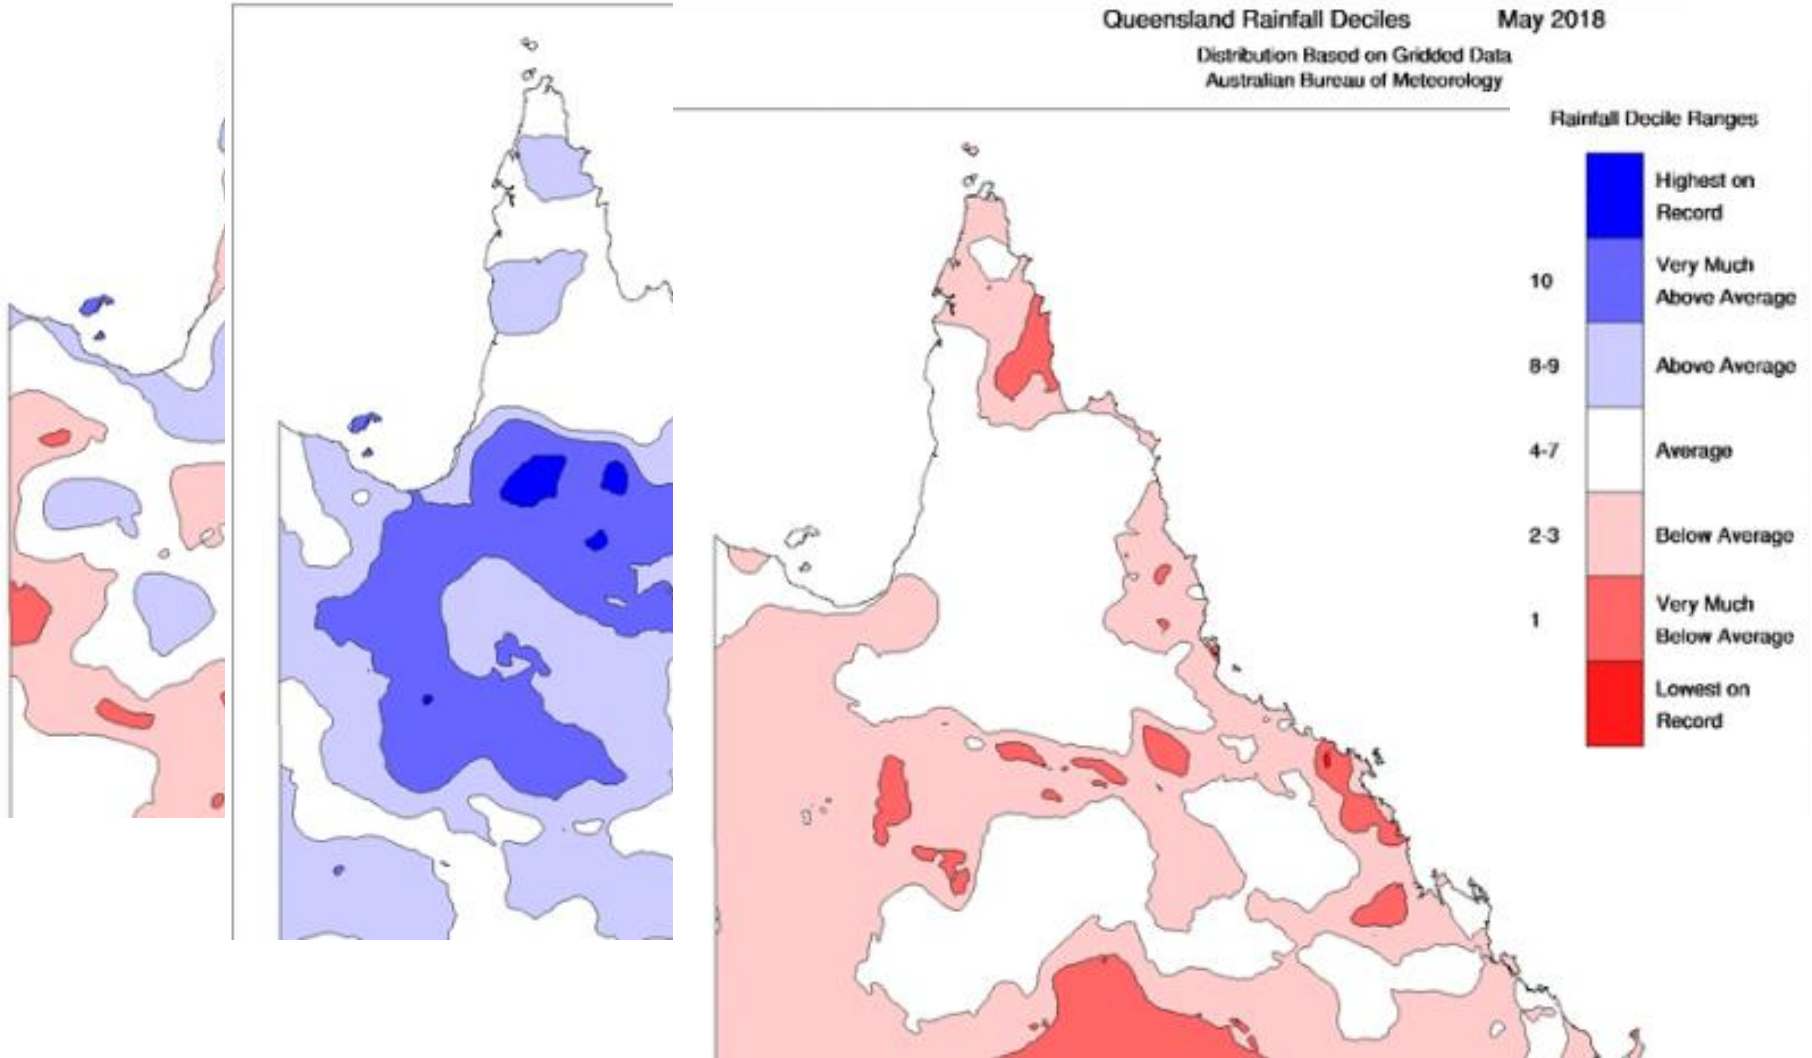 Queensland Rainfall Deciles May 2018
Distribution Based on Gridded Data
Australian Bureau of Meteorology
Rainfall Decile Ranges
Highest on
Record
10
Very Much
Above Average
8-9
Above Average
4-7
Average
2-3
Below Average
1
Very Much
Below Average
Lowest on
Record